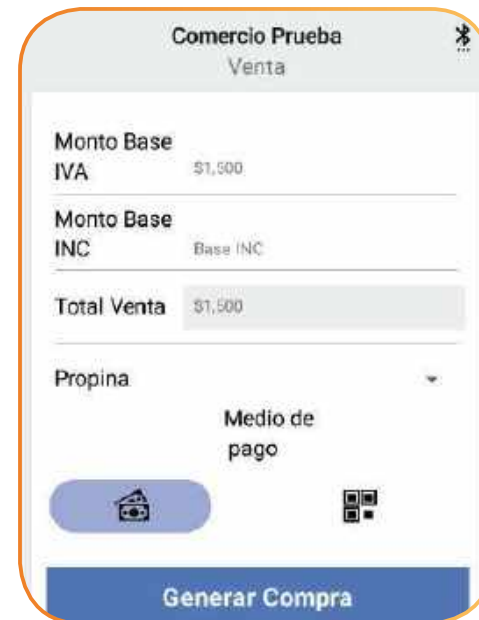 Comercio Prueba
Venta
Monto Base
IVA $1,500
Monto Base
INC Base INC
Total Venta $1,500
Propina
Medio de
pago
Generar Compra